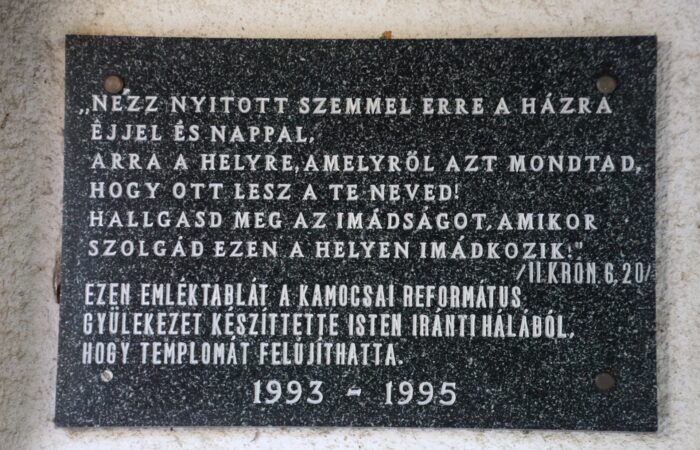 „NÉZZ NYITOTT SZEMMEL ERRE A HÁZRA
ÉJJEL ÉS NAPPAL,
ARRA A HELYRE, AMELYRŐL AZT MONDTAD,
HOGY OTT LESZ A TE NEVED!
HALLGASD MEG AZ IMÁDSÁGOT, AMIKOR
SZOLGÁD EZEN A HELYEN IMÁDKOZIK!"
/II.KRÓN. 6, 20/
EZEN EMLÉKTABLÁT A KAMOCSAI REFORMÁTUS
GYÜLEKEZET KÉSZÍTTETTE ISTEN IRÁNTI HÁLÁBÓL,
HOGY TEMPLOMÁT FELÚJÍTHATTA.
1993 - 1995